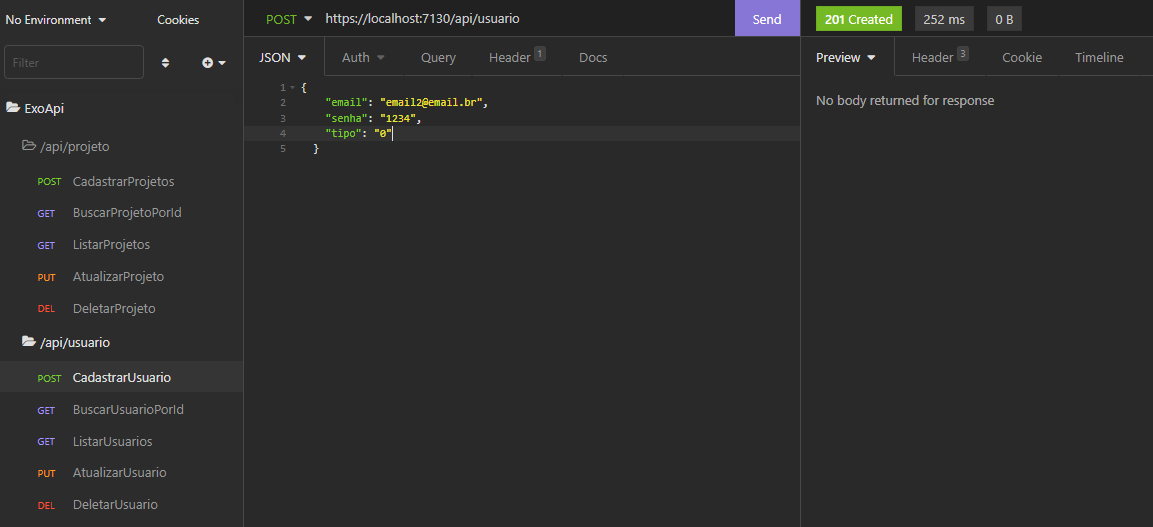 No Environment
Cookies
Filter
ExoApi
/api/projeto
POST CadastrarProjetos
GET BuscarProjetoPorId
GET ListarProjetos
PUT AtualizarProjeto
DEL DeletarProjeto
/api/usuario
POST CadastrarUsuario
GET BuscarUsuarioPorId
GET ListarUsuarios
PUT AtualizarUsuario
DEL DeletarUsuario
POST https://localhost:7130/api/usuario Send
JSON Auth Query Header 1 Docs
1 {
2 "email": "email2@email.br",
3 "senha": "1234",
4 "tipo": "0"
5 }
201 Created 252 ms 0 B
Preview Header 3 Cookie Timeline
No body returned for response